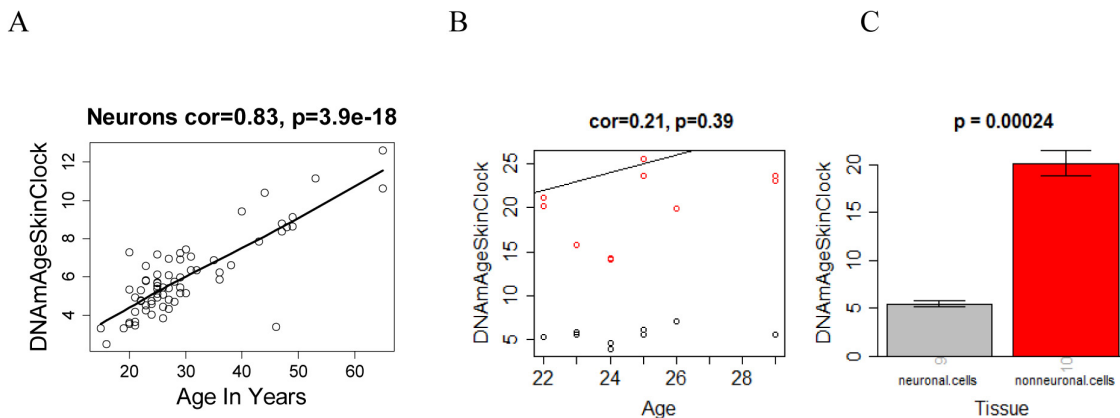 A
B
C
Neurons cor=0.83, p=3.9e-18
DNAmAgeSkinClock
12
10
8
6
4
20
30
40
50
60
Age In Years
cor=0.21, p=0.39
DNAmAgeSkinClock
25
20
15
10
5
22
24
26
28
Age
p = 0.00024
DNAmAgeSkinClock
20
15
10
5
0
9
10
neuronal.cells
nonneuronal.cells
Tissue